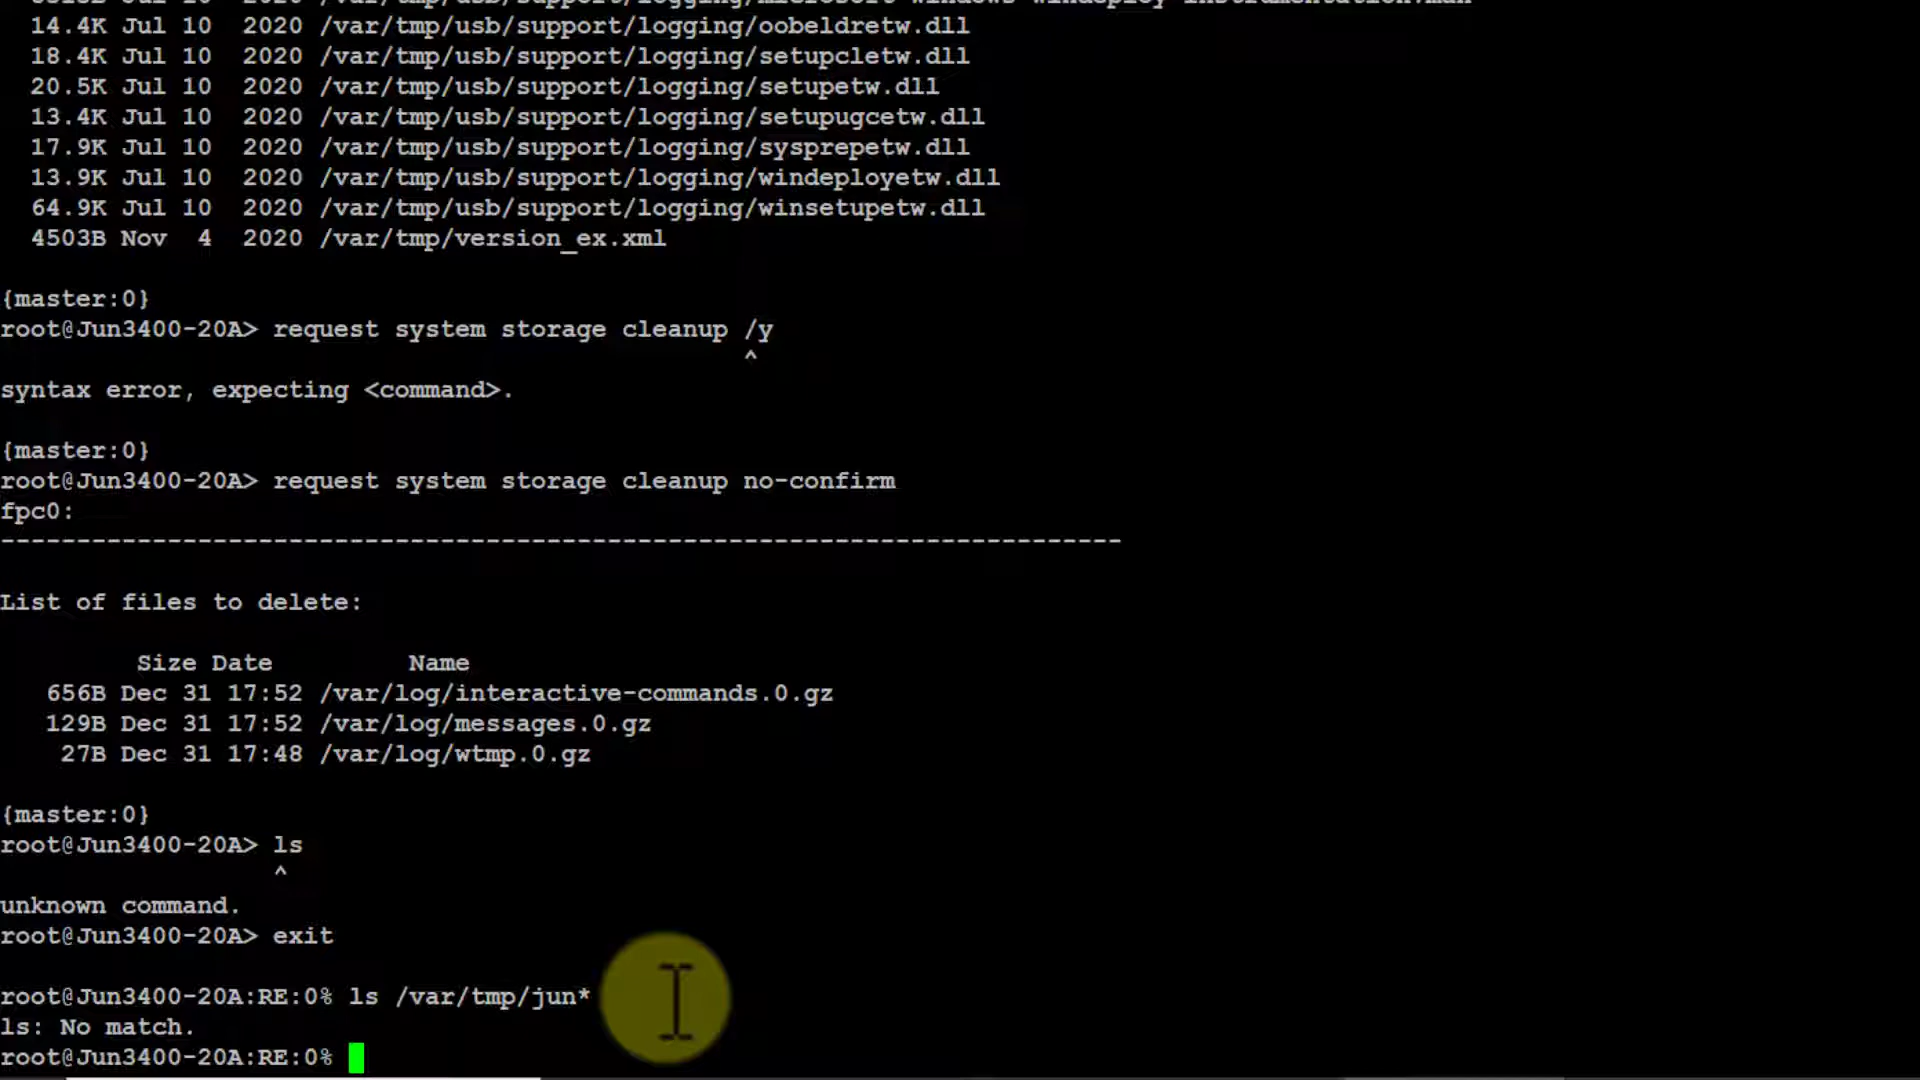 14.4K Jul 10  2020 /var/tmp/usb/support/logging/oobeldretw.dll
18.4K Jul 10  2020 /var/tmp/usb/support/logging/setupcletw.dll
20.5K Jul 10  2020 /var/tmp/usb/support/logging/setupetw.dll
13.4K Jul 10  2020 /var/tmp/usb/support/logging/setupugcetw.dll
17.9K Jul 10  2020 /var/tmp/usb/support/logging/sysprepetw.dll
13.9K Jul 10  2020 /var/tmp/usb/support/logging/windeployetw.dll
64.9K Jul 10  2020 /var/tmp/usb/support/logging/winsetupetw.dll
4503B Nov  4  2020 /var/tmp/version_ex.xml
{master:0}
root@Jun3400-20A> request system storage cleanup /y
^
syntax error, expecting <command>.
{master:0}
root@Jun3400-20A> request system storage cleanup no-confirm
fpc0:
--------------------------------------------------------------------------
List of files to delete:
Size Date         Name
656B Dec 31 17:52 /var/log/interactive-commands.0.gz
129B Dec 31 17:52 /var/log/messages.0.gz
27B Dec 31 17:48 /var/log/wtmp.0.gz
{master:0}
root@Jun3400-20A> ls
^
unknown command.
root@Jun3400-20A> exit
root@Jun3400-20A:RE:0% ls /var/tmp/jun*
ls: No match.
root@Jun3400-20A:RE:0%